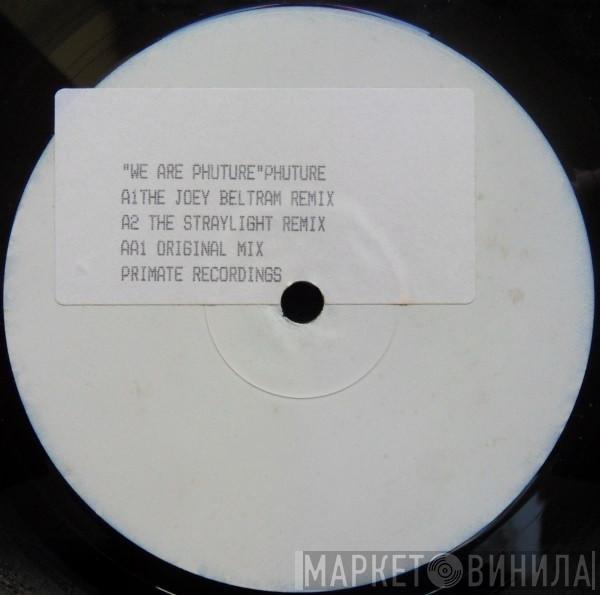 "WE ARE PHUTURE"PHUTURE
A1THE JOEY BELTRAM REMIX
A2 THE STRAYLIGHT REMIX
AA1 ORIGINAL MIX
PRIMATE RECORDINGS
МАРКЕТ ВИНИЛА